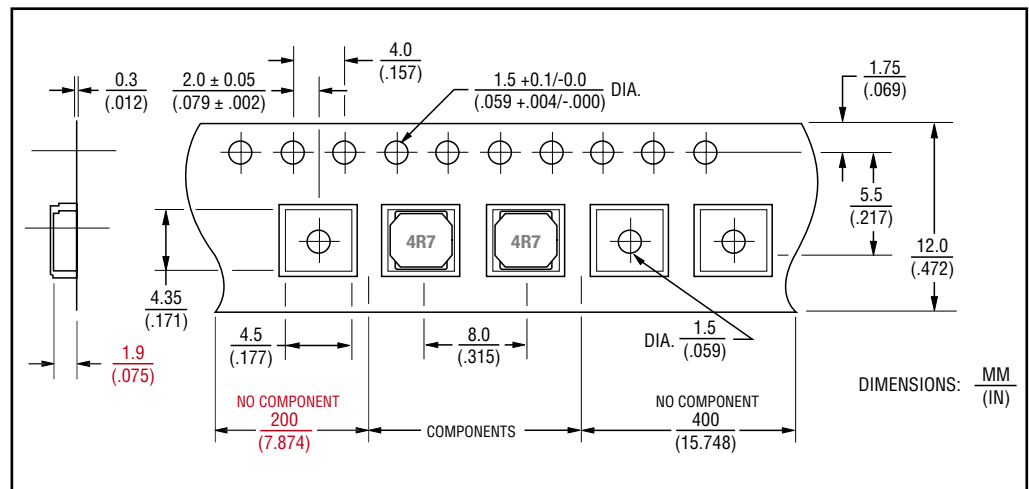 4.0
(.157)
0.3
(.012)
2.0 ± 0.05
(.079 ± .002)
1.5 +0.1/-0.0
(.059 +.004/-.000)
DIA.
1.75
(.069)
5.5
(.217)
12.0
(.472)
4R7
4R7
4.35
(.171)
4.5
(.177)
8.0
(.315)
DIA.
1.5
(.059)
1.9
(.075)
DIMENSIONS:
MM
(IN)
NO COMPONENT
200
(7.874)
COMPONENTS
NO COMPONENT
400
(15.748)